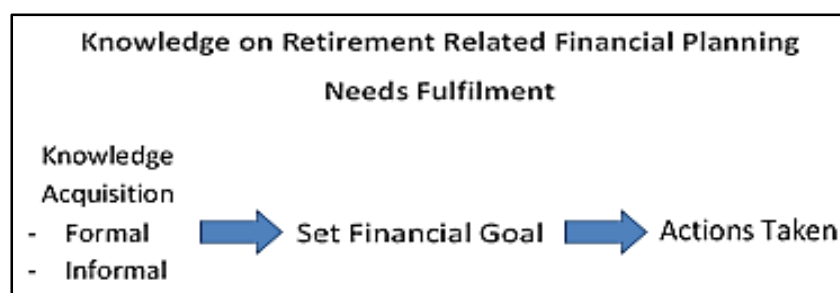 Knowledge on Retirement Related Financial Planning
Needs Fulfilment
Knowledge
Acquisition
- Formal
- Informal
Set Financial Goal
Actions Taken